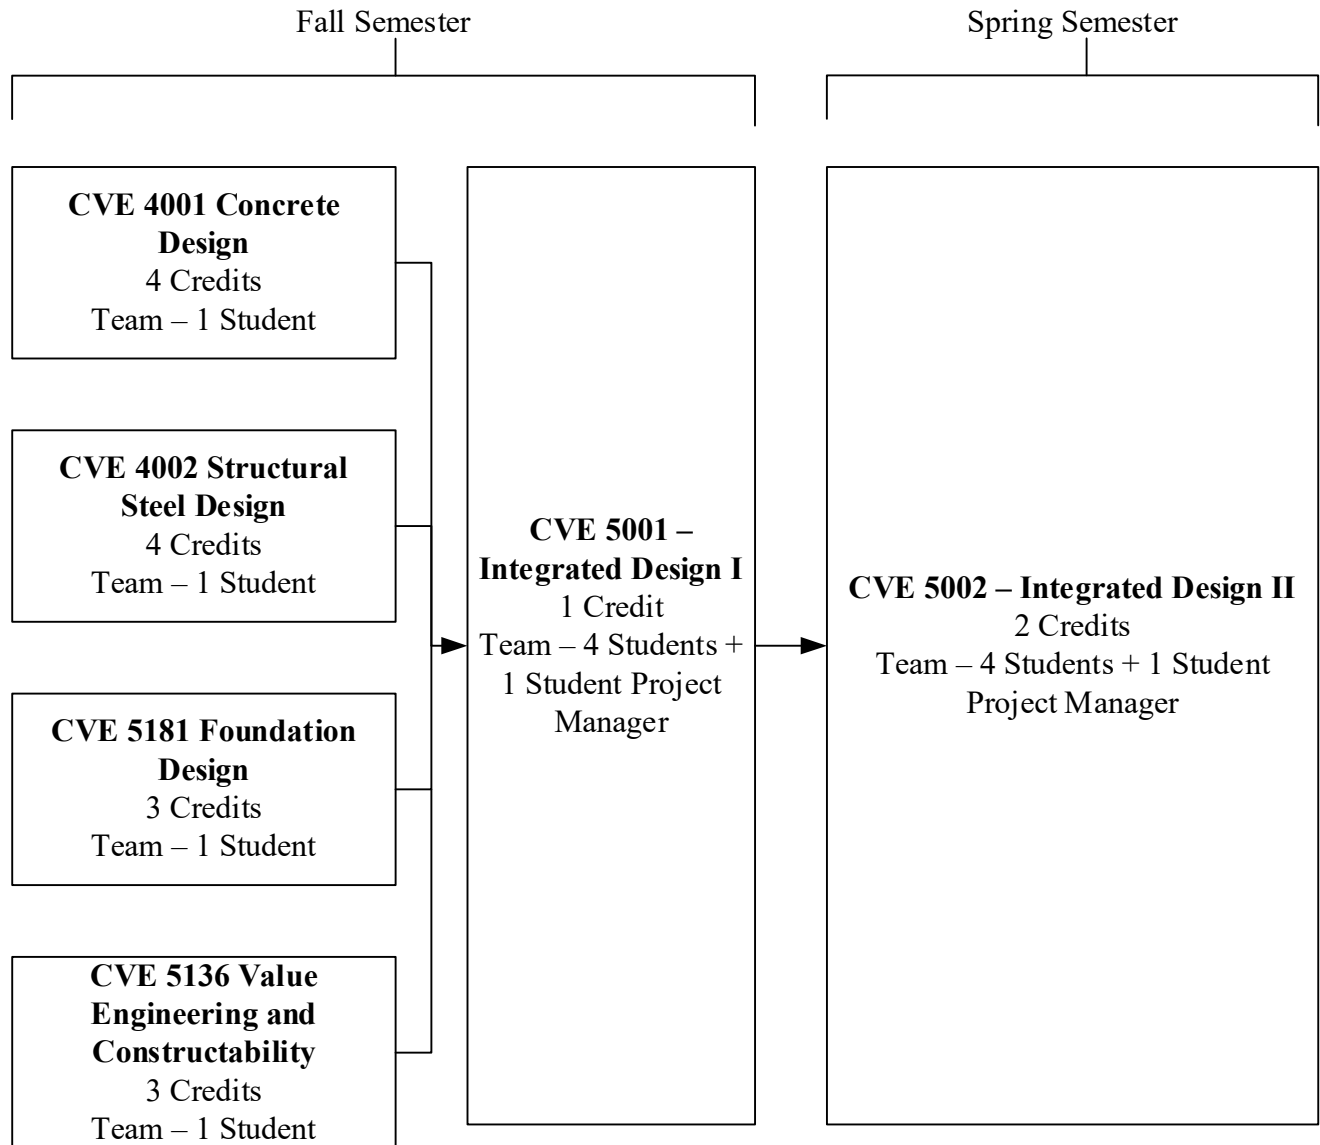 Fall Semester
Spring Semester
CVE 4001 Concrete
Design
4 Credits
Team – 1 Student
CVE 4002 Structural
Steel Design
4 Credits
Team – 1 Student
CVE 5181 Foundation
Design
3 Credits
Team – 1 Student
CVE 5136 Value
Engineering and
Constructability
3 Credits
Team – 1 Student
CVE 5001 –
Integrated Design I
1 Credit
Team – 4 Students +
1 Student Project
Manager
CVE 5002 – Integrated Design II
2 Credits
Team – 4 Students + 1 Student
Project Manager